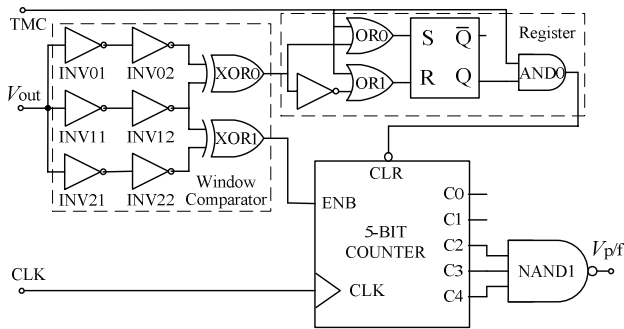 TMC
INV01
INV02
XOR0
Vout
INV11
INV12
XOR1
INV21
INV22
Window
Comparator
OR0
OR1
S
Q
R
Q
Register
AND0
CLR
ENB
5-BIT
COUNTER
CLK
C0
C1
C2
C3
C4
NAND1
Vp/f
CLK